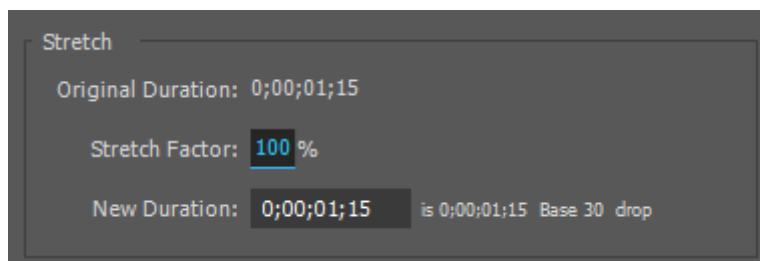 Stretch
Original Duration: 0;00;01;15
Stretch Factor: 100 %
New Duration: 0;00;01;15 is 0;00;01;15 Base 30 drop